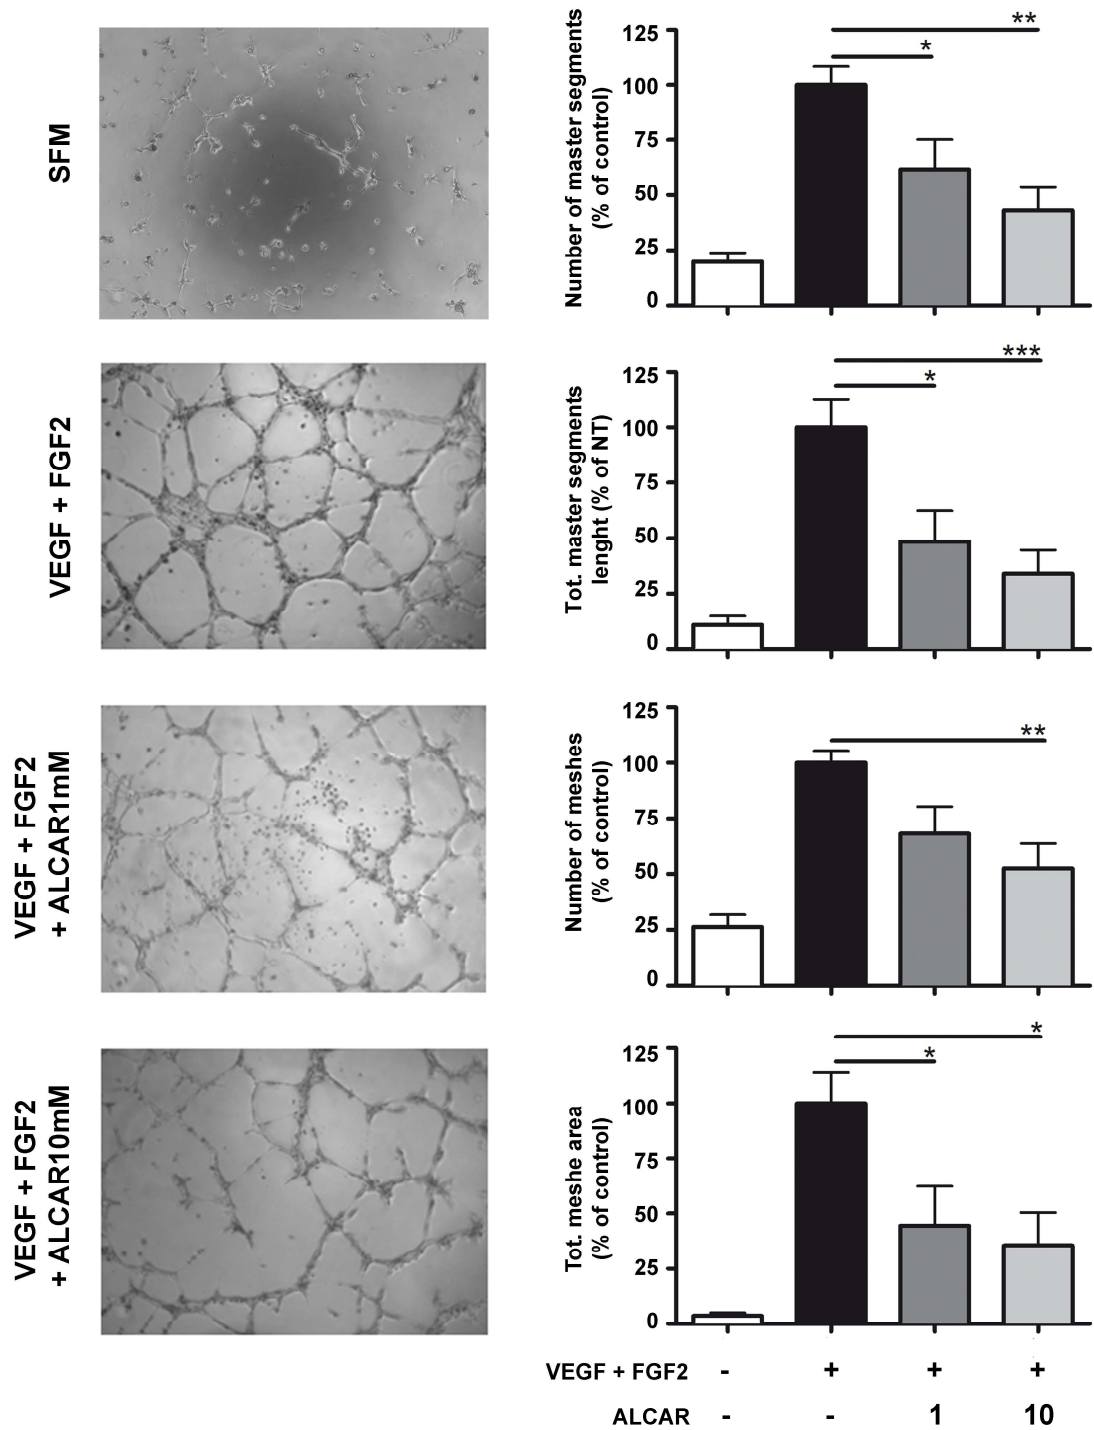 SFM
VEGF + FGF2
VEGF + FGF2
+ ALCAR1mM
VEGF + FGF2
+ ALCAR10mM
Number of master segments
(% of control)
125
100
75
50
25
0
*
**
Tot. master segments
lenght (% of NT)
125
100
75
50
25
0
*
***
Number of meshes
(% of control)
125
100
75
50
25
0
**
Tot. meshe area
(% of control)
125
100
75
50
25
0
*
*
VEGF + FGF2 - + + +
ALCAR - - 1 10